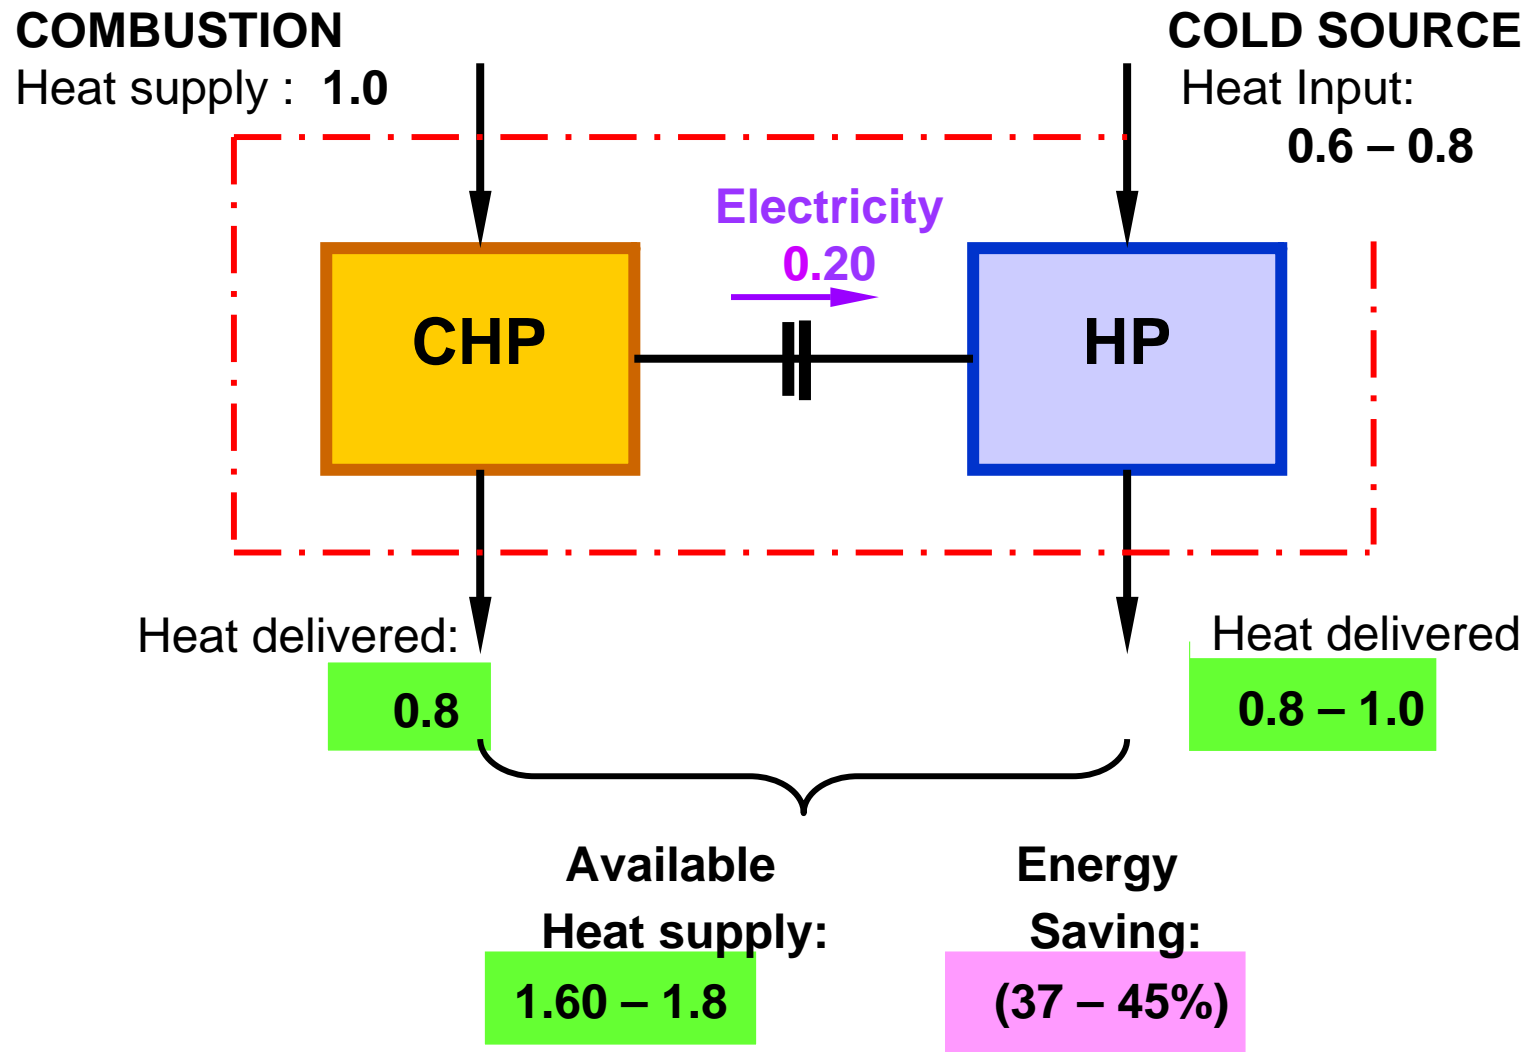 COMBUSTION
Heat supply : 1.0
COLD SOURCE
Heat Input:
0.6 – 0.8
Electricity
0.20
CHP
HP
Heat delivered:
0.8
Heat delivered
0.8 – 1.0
Available
Heat supply:
1.60 – 1.8
Energy
Saving:
(37 – 45%)